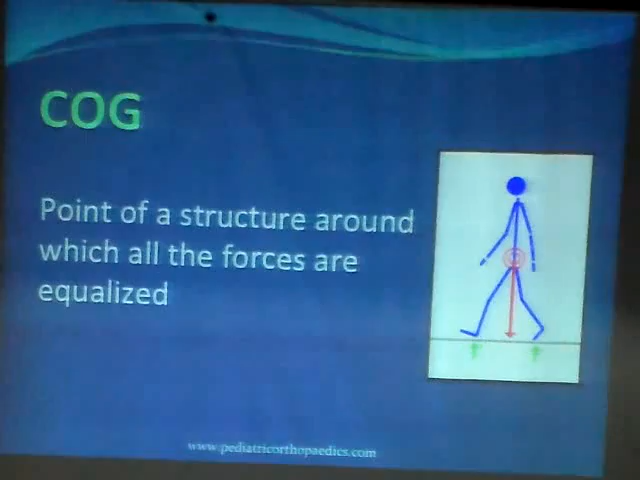 COG
Point of a structure around
which all the forces are
equalized
www.pediatricorthopaedics.com